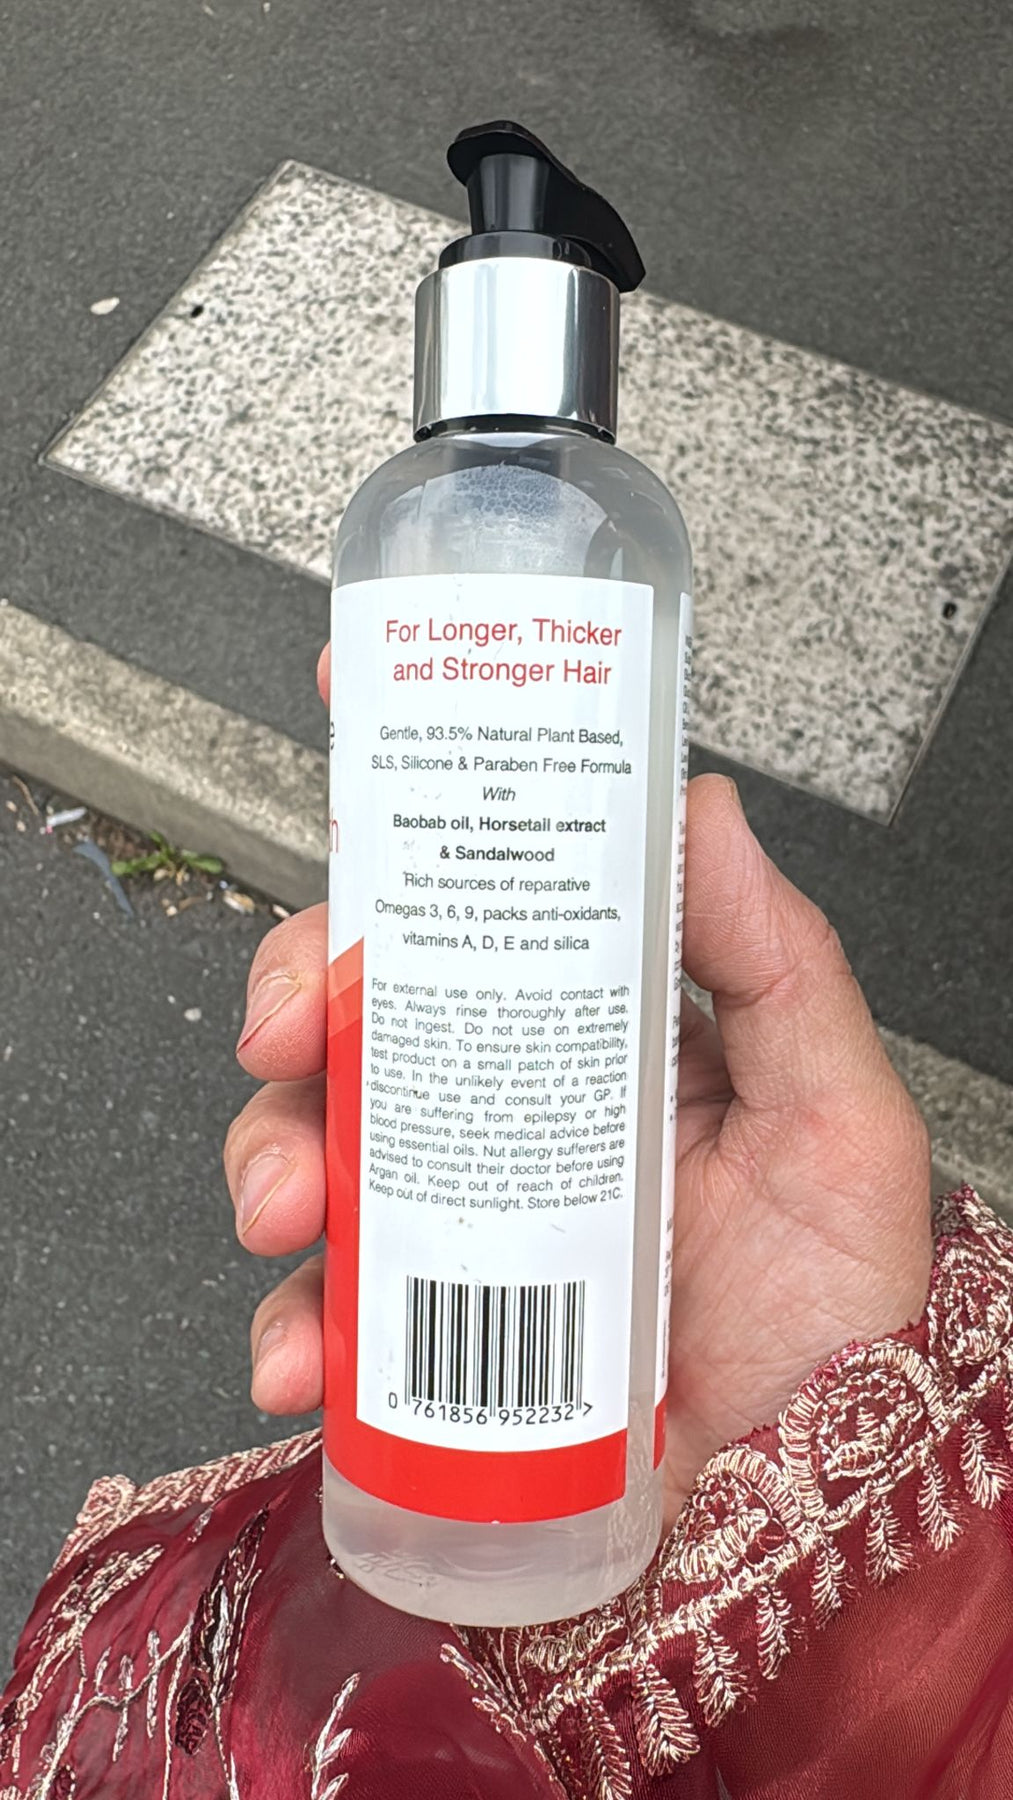 For Longer, Thicker
and Stronger Hair
Gentle, 93.5% Natural Plant Based,
SLS, Silicone & Paraben Free Formula
With
Baobab oil, Horsetail extract
& Sandalwood
Rich sources of reparative
Omegas 3, 6, 9, packs anti-oxidants,
vitamins A, D, E and silica
For external use only. Avoid contact with
eyes. Always rinse thoroughly after use.
Do not ingest. Do not use on extremely
damaged skin. To ensure skin compatibility,
test product on a small patch of skin prior
to use. In the unlikely event of a reaction
discontinue use and consult your GP. If
you are suffering from epilepsy or high
blood pressure, seek medical advice before
using essential oils. Nut allergy sufferers are
advised to consult their doctor before using
Argan oil. Keep out of reach of children.
Keep out of direct sunlight. Store below 21C.
0 761856 952232 >